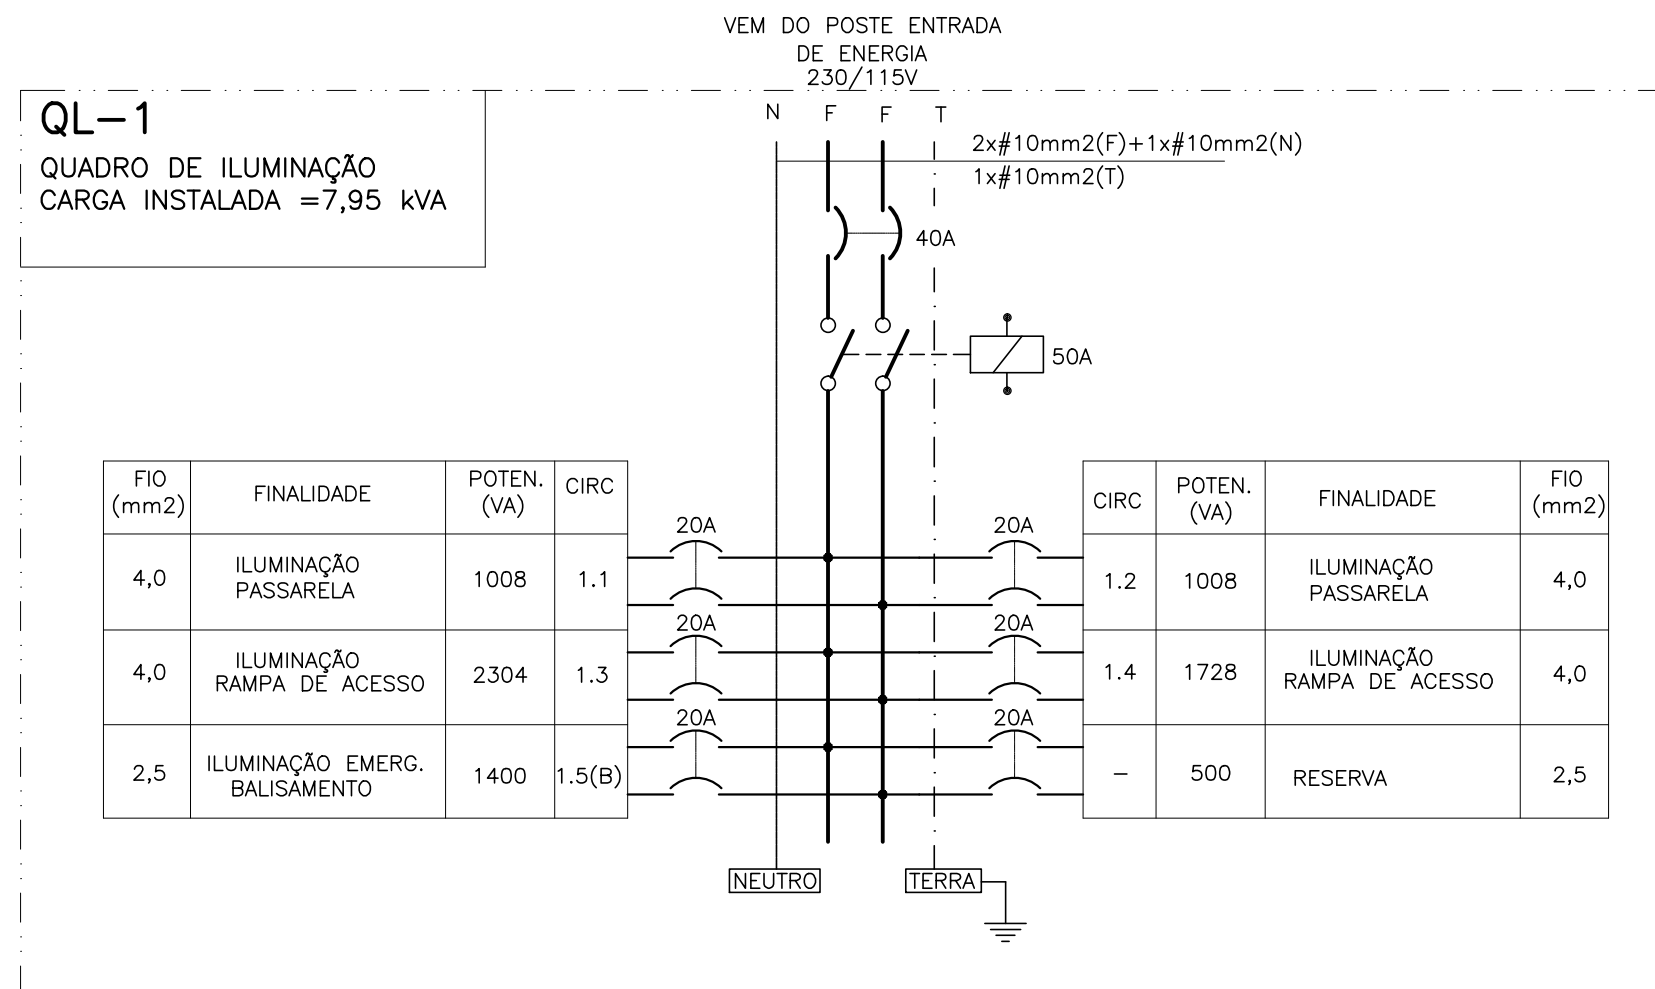 VEM DO POSTE ENTRADA
DE ENERGIA
230/115V
QL-1
QUADRO DE ILUMINAÇÃO
CARGA INSTALADA =7,95 kVA
N F F T
2x#10mm2(F)+1x#10mm2(N)
1x#10mm2(T)
40A
50A
FIO
(mm2)
FINALIDADE
POTEN.
(VA)
CIRC
4,0
ILUMINAÇÃO
PASSARELA
1008
1.1
4,0
ILUMINAÇÃO
RAMPA DE ACESSO
2304
1.3
2,5
ILUMINAÇÃO EMERG.
BALISAMENTO
1400
1.5(B)
20A
20A
20A
20A
20A
20A
CIRC
POTEN.
(VA)
FINALIDADE
FIO
(mm2)
1.2
1008
ILUMINAÇÃO
PASSARELA
4,0
1.4
1728
ILUMINAÇÃO
RAMPA DE ACESSO
4,0
–
500
RESERVA
2,5
NEUTRO
TERRA